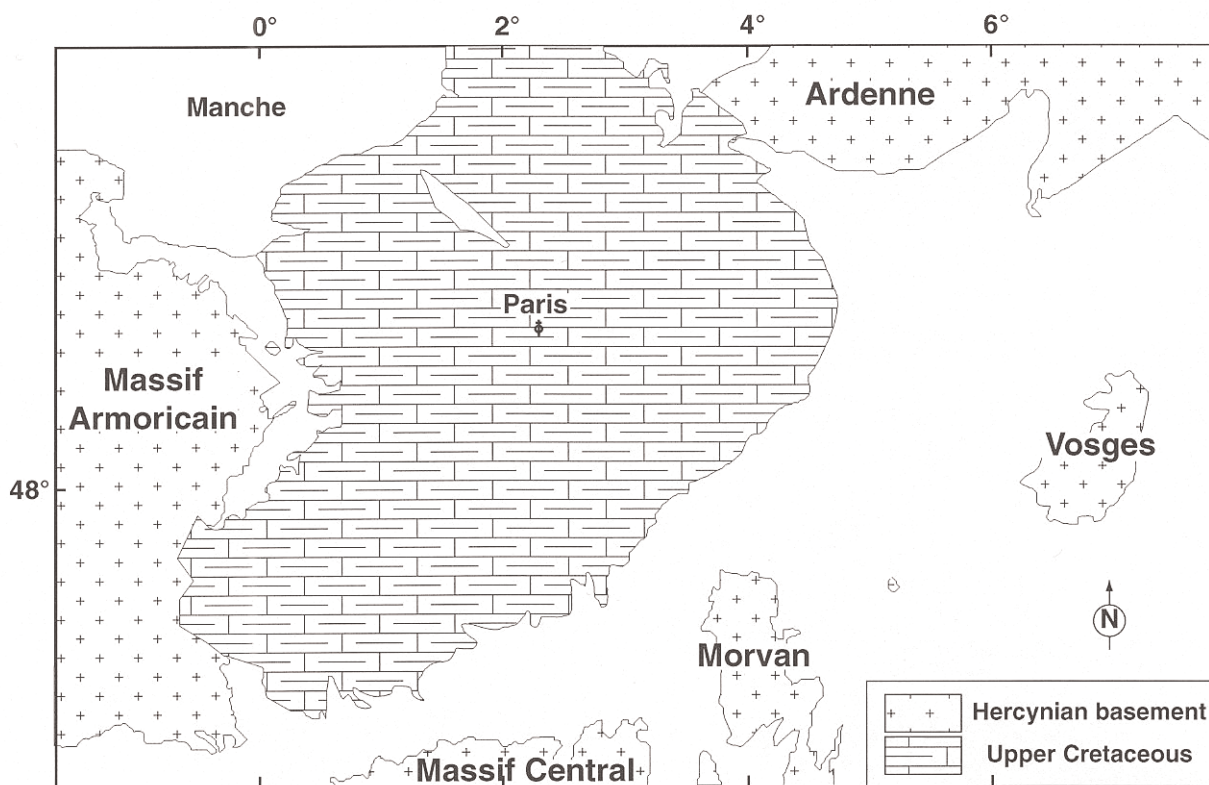 0°
2°
4°
6°
Manche
Ardenne
Paris
Massif
Armoricain
Vosges
48°
N
Morvan
Hercynian basement
Upper Cretaceous
Massif Central